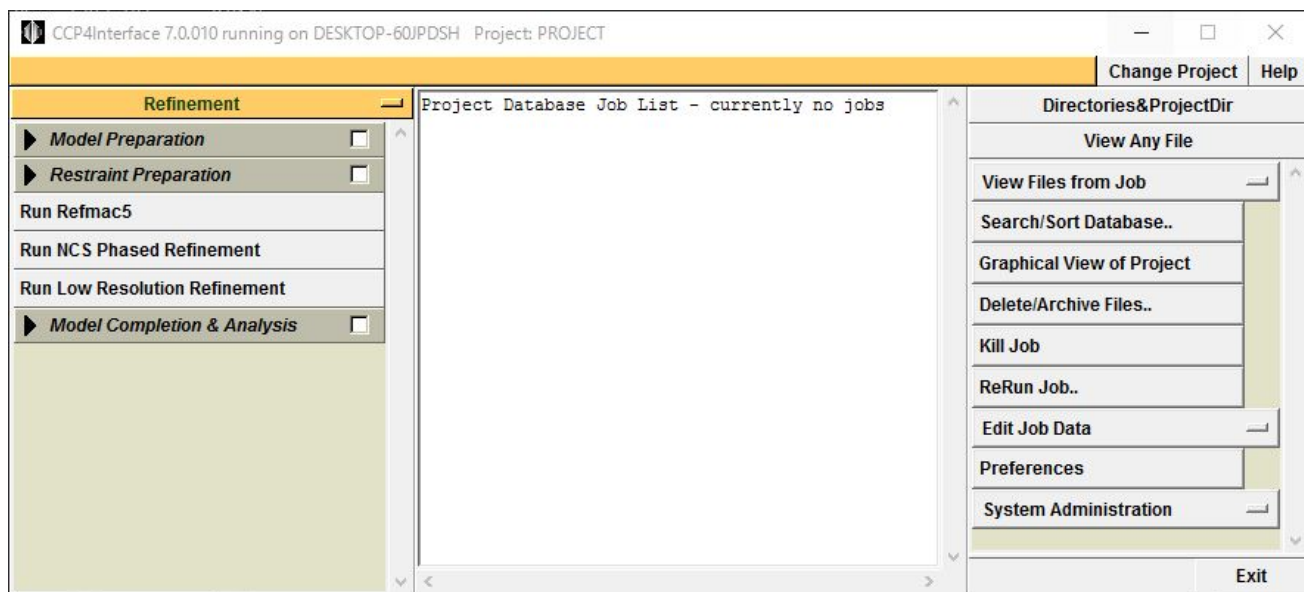 CCP4Interface 7.0.010 running on DESKTOP-60JPDSH Project: PROJECT
Change Project
Help
Refinement
Model Preparation
Restraint Preparation
Run Refmac5
Run NCS Phased Refinement
Run Low Resolution Refinement
Model Completion & Analysis
Project Database Job List - currently no jobs
Directories&ProjectDir
View Any File
View Files from Job
Search/Sort Database..
Graphical View of Project
Delete/Archive Files..
Kill Job
ReRun Job..
Edit Job Data
Preferences
System Administration
Exit